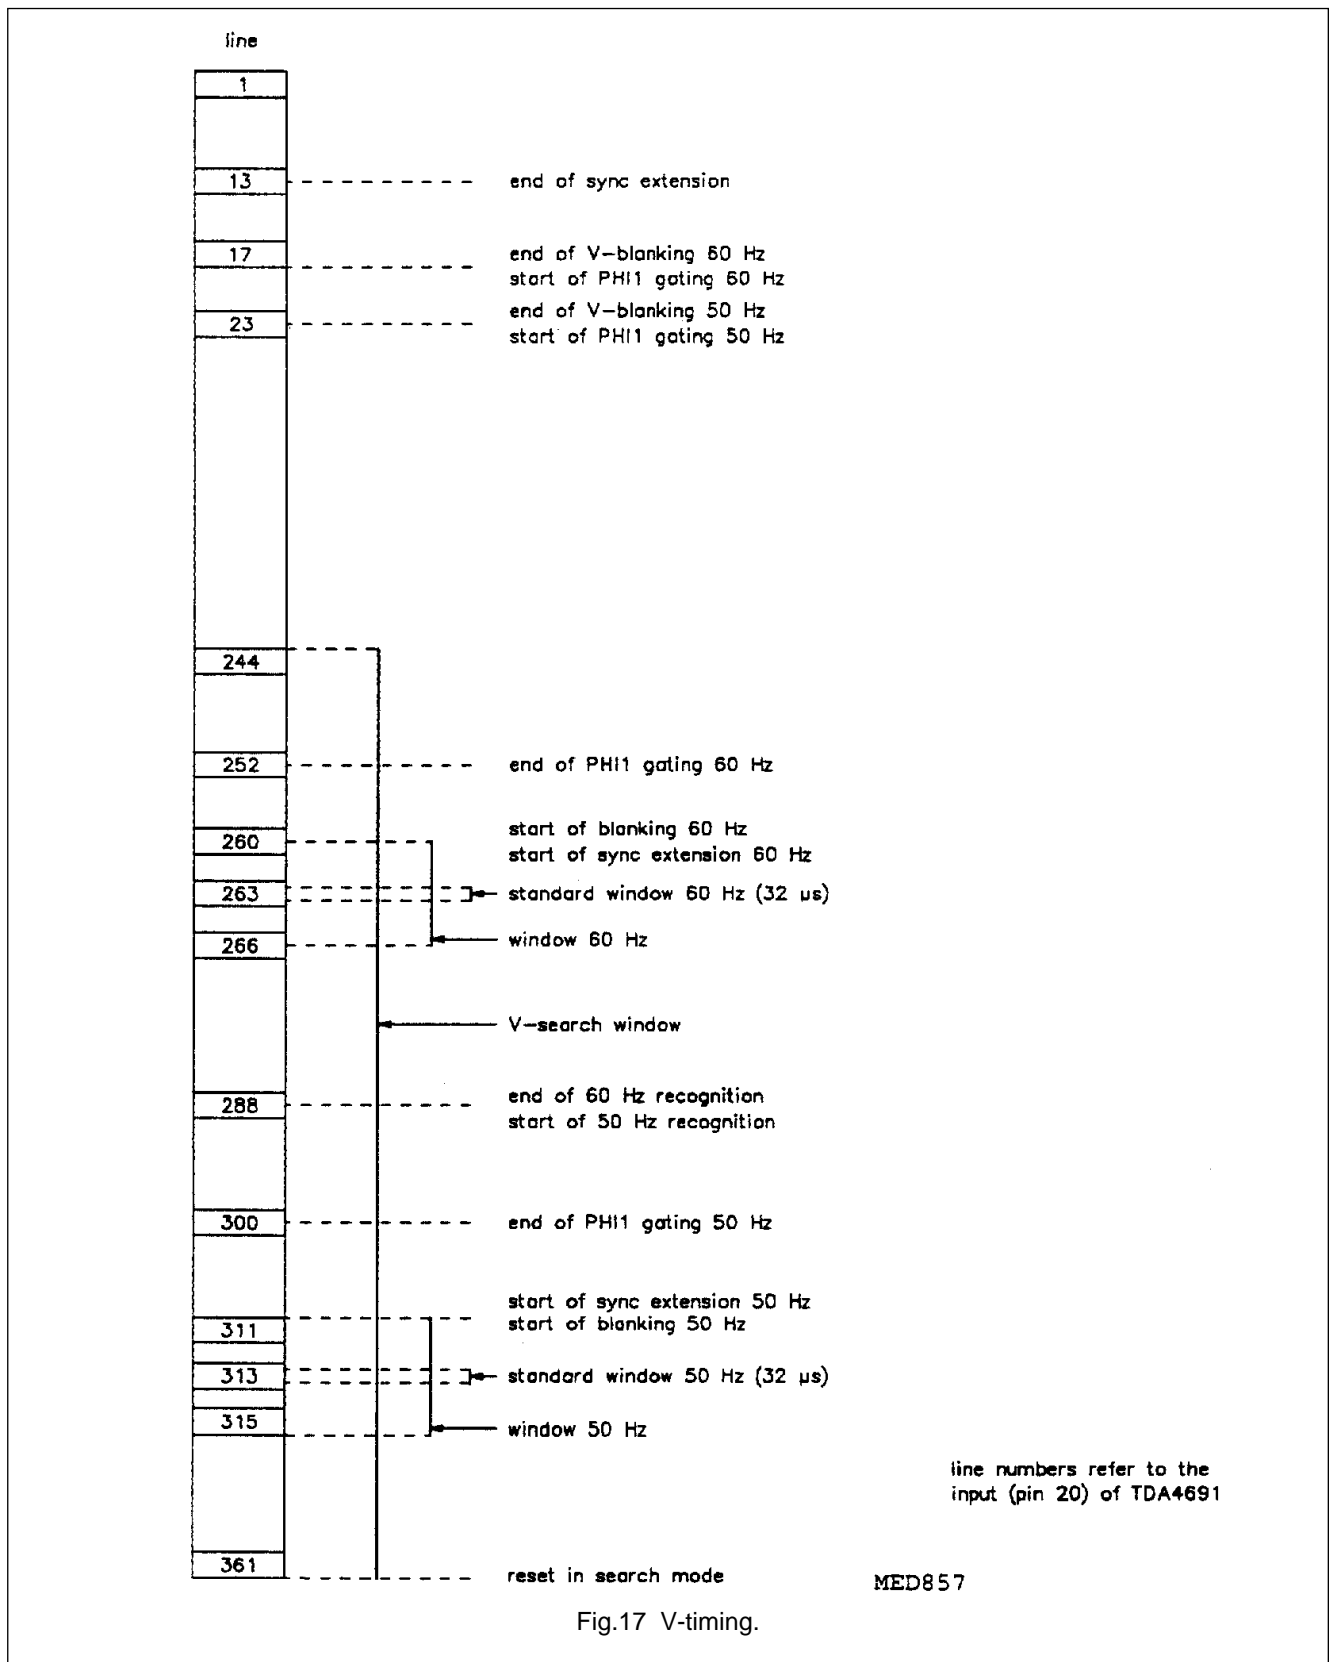 line
1
13 end of sync extension
17 end of V-blanking 60 Hz
start of PHI1 gating 60 Hz
end of V-blanking 50 Hz
23 start of PHI1 gating 50 Hz
244
252 end of PHI1 gating 60 Hz
start of blanking 60 Hz
260 start of sync extension 60 Hz
263 standard window 60 Hz (32 µs)
266 window 60 Hz
V-search window
end of 60 Hz recognition
288 start of 50 Hz recognition
300 end of PHI1 gating 50 Hz
start of sync extension 50 Hz
311 start of blanking 50 Hz
313 standard window 50 Hz (32 µs)
315 window 50 Hz
line numbers refer to the
input (pin 20) of TDA4691
361 reset in search mode MED857
Fig.17 V-timing.